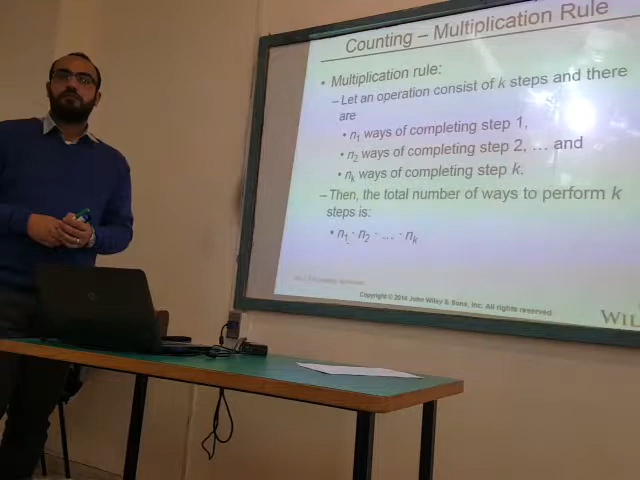 Counting – Multiplication Rule
• Multiplication rule:
– Let an operation consist of k steps and there
are
• n1 ways of completing step 1,
• n2 ways of completing step 2, … and
• nk ways of completing step k.
– Then, the total number of ways to perform k
steps is:
• n1 · n2 · … · nk
Copyright © 2014 John Wiley & Sons, Inc. All rights reserved.